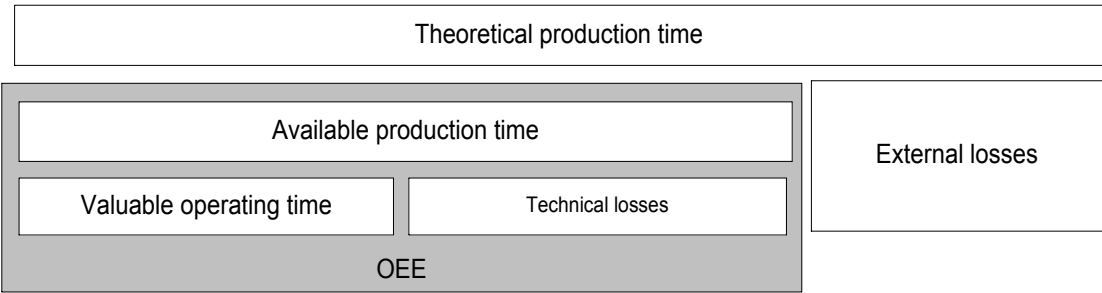 Theoretical production time
Available production time
External losses
Valuable operating time
Technical losses
OEE